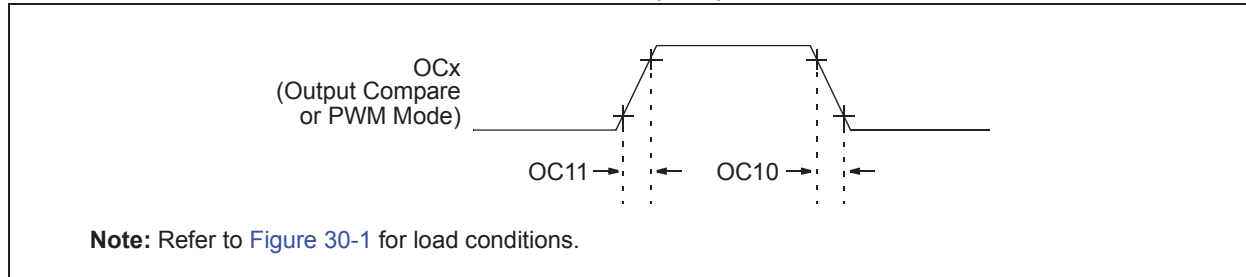 OCx
(Output Compare
or PWM Mode)
OC11
OC10
Note: Refer to Figure 30-1 for load conditions.